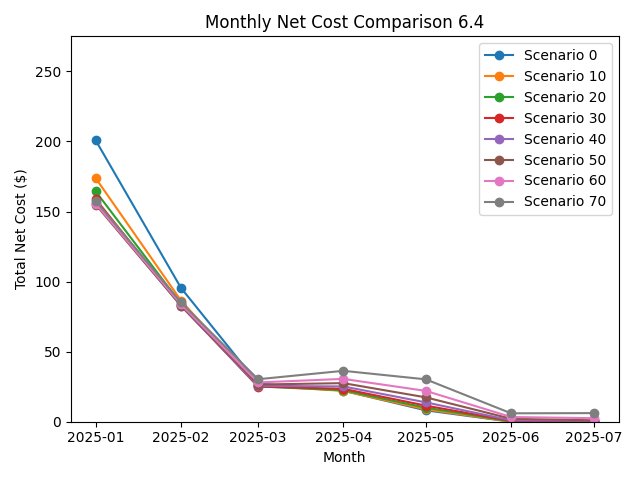 Monthly Net Cost Comparison 6.4
Total Net Cost ($)
250
200
150
100
50
0
Scenario 0
Scenario 10
Scenario 20
Scenario 30
Scenario 40
Scenario 50
Scenario 60
Scenario 70
2025-01 2025-02 2025-03 2025-04 2025-05 2025-06 2025-07
Month